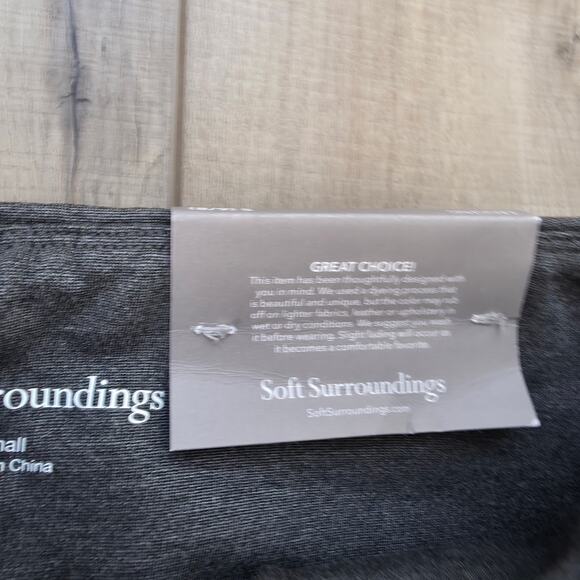 GREAT CHOICE!
This item has been thoughtfully designed with
you in mind. We used a dyeing process that
is beautiful and unique, but the color may rub
off on lighter fabrics, leather or upholstery in
wet or dry conditions. We suggest you wash
it before wearing. Slight fading will occur as
it becomes a comfortable favorite.
Soft Surroundings
SoftSurroundings.com
roundings
nall
n China